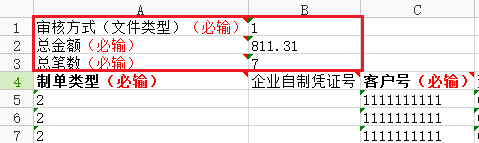 A B C
1 审核方式（文件类型）（必输） 1
2 总金额（必输） 811.31
3 总笔数（必输） 7
4 制单类型（必输） 企业自制凭证号 客户号（必输）
5 2 1111111111
6 2 1111111111
7 2 1111111111